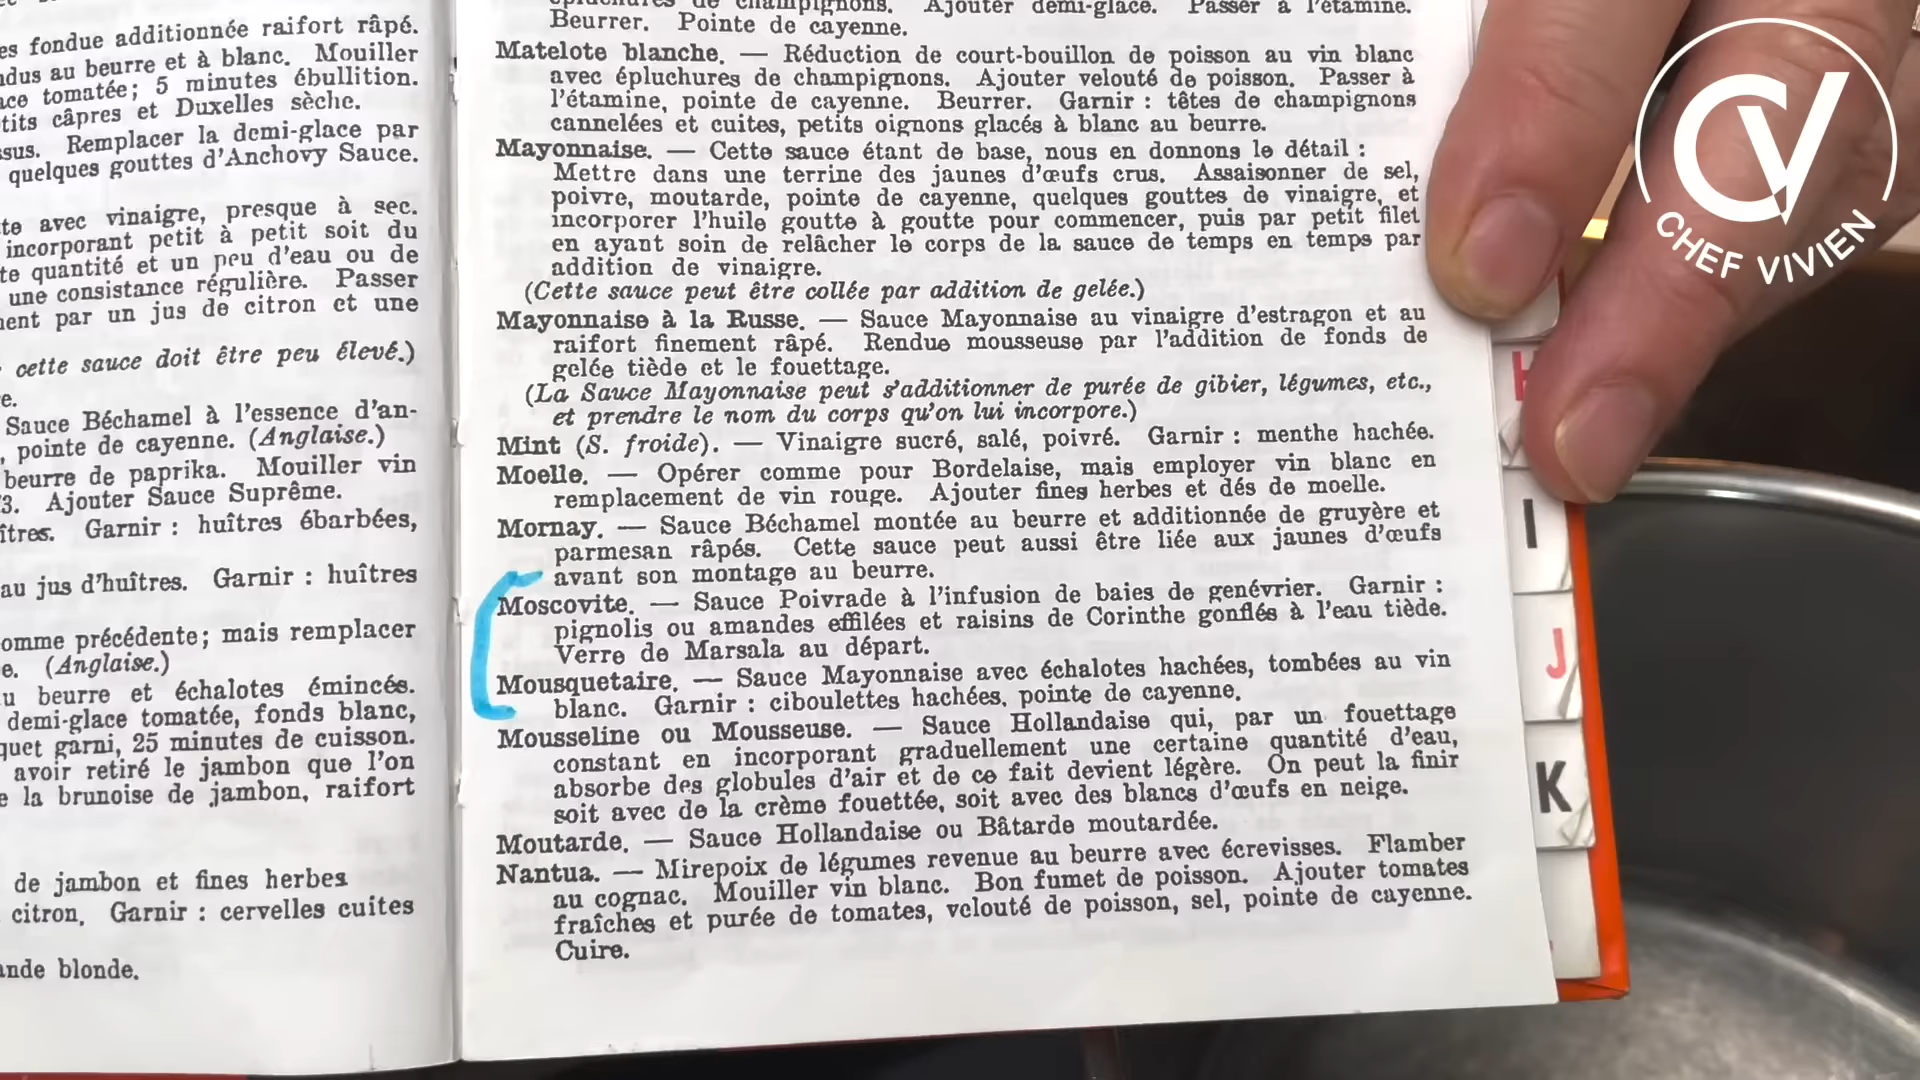 es fondue additionnée raifort râpé.
ndus au beurre et à blanc. Mouiller
ace tomatée; 5 minutes ébullition.
tits câpres et Duxelles sèche.
ssus. Remplacer la demi-glace par
quelques gouttes d'Anchovy Sauce.
te avec vinaigre, presque à sec.
incorporant petit à petit soit du
te quantité et un peu d'eau ou de
une consistance régulière. Passer
ment par un jus de citron et une
cette sauce doit être peu élevé.)
e.
Sauce Béchamel à l'essence d'an-
, pointe de cayenne. (Anglaise.)
beurre de paprika. Mouiller vin
3. Ajouter Sauce Suprême.
îtres. Garnir : huîtres ébarbées,
au jus d'huîtres. Garnir : huîtres
omme précédente; mais remplacer
e. (Anglaise.)
u beurre et échalotes émincés.
demi-glace tomatée, fonds blanc,
quet garni, 25 minutes de cuisson.
avoir retiré le jambon que l'on
e la brunoise de jambon, raifort
de jambon et fines herbes
citron. Garnir : cervelles cuites
ande blonde.
épluchures de champignons. Ajouter demi-glace. Passer à l'étamine.
Beurrer. Pointe de cayenne.
Matelote blanche. — Réduction de court-bouillon de poisson au vin blanc
avec épluchures de champignons. Ajouter velouté de poisson. Passer à
l'étamine, pointe de cayenne. Beurrer. Garnir : têtes de champignons
cannelées et cuites, petits oignons glacés à blanc au beurre.
Mayonnaise. — Cette sauce étant de base, nous en donnons le détail :
Mettre dans une terrine des jaunes d'œufs crus. Assaisonner de sel,
poivre, moutarde, pointe de cayenne, quelques gouttes de vinaigre, et
incorporer l'huile goutte à goutte pour commencer, puis par petit filet
en ayant soin de relâcher le corps de la sauce de temps en temps par
addition de vinaigre.
(Cette sauce peut être collée par addition de gelée.)
Mayonnaise à la Russe. — Sauce Mayonnaise au vinaigre d'estragon et au
raifort finement râpé. Rendue mousseuse par l'addition de fonds de
gelée tiède et le fouettage.
(La Sauce Mayonnaise peut s'additionner de purée de gibier, légumes, etc.,
et prendre le nom du corps qu'on lui incorpore.)
Mint (S. froide). — Vinaigre sucré, salé, poivré. Garnir : menthe hachée.
Moelle. — Opérer comme pour Bordelaise, mais employer vin blanc en
remplacement de vin rouge. Ajouter fines herbes et dés de moelle.
Mornay. — Sauce Béchamel montée au beurre et additionnée de gruyère et
parmesan râpés. Cette sauce peut aussi être liée aux jaunes d'œufs
avant son montage au beurre.
Moscovite. — Sauce Poivrade à l'infusion de baies de genévrier. Garnir :
pignolis ou amandes effilées et raisins de Corinthe gonflés à l'eau tiède.
Verre de Marsala au départ.
Mousquetaire. — Sauce Mayonnaise avec échalotes hachées, tombées au vin
blanc. Garnir : ciboulettes hachées, pointe de cayenne.
Mousseline ou Mousseuse. — Sauce Hollandaise qui, par un fouettage
constant en incorporant graduellement une certaine quantité d'eau,
absorbe des globules d'air et de ce fait devient légère. On peut la finir
soit avec de la crème fouettée, soit avec des blancs d'œufs en neige.
Moutarde. — Sauce Hollandaise ou Bâtarde moutardée.
Nantua. — Mirepoix de légumes revenue au beurre avec écrevisses. Flamber
au cognac. Mouiller vin blanc. Bon fumet de poisson. Ajouter tomates
fraîches et purée de tomates, velouté de poisson, sel, pointe de cayenne.
Cuire.
H
I
J
K
CV
CHEF VIVIEN